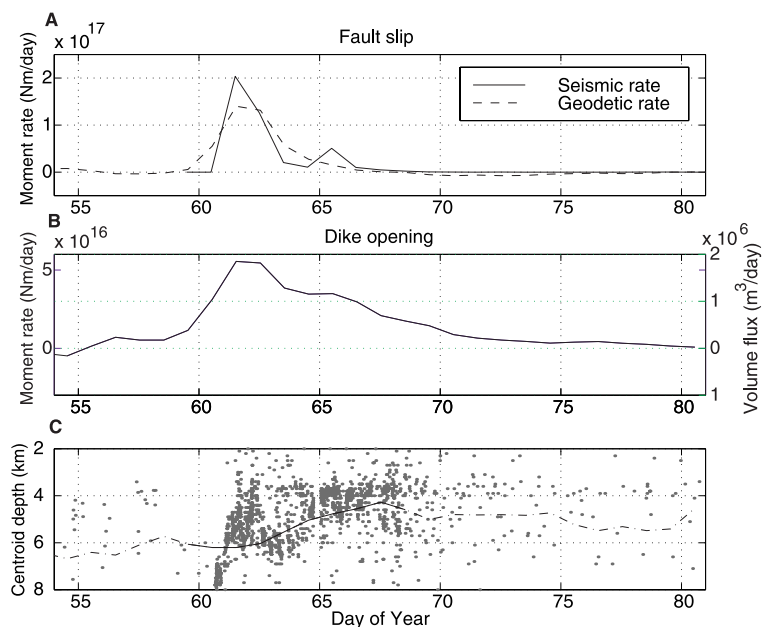 A
x 10^17
Fault slip
Moment rate (Nm/day)
2
1
0
Seismic rate
Geodetic rate
55 60 65 70 75 80
B
x 10^16
Dike opening
x 10^6
Moment rate (Nm/day)
5
0
2
1
0
1
Volume flux (m^3/day)
55 60 65 70 75 80
C
Centroid depth (km)
2
4
6
8
55 60 65 70 75 80
Day of Year